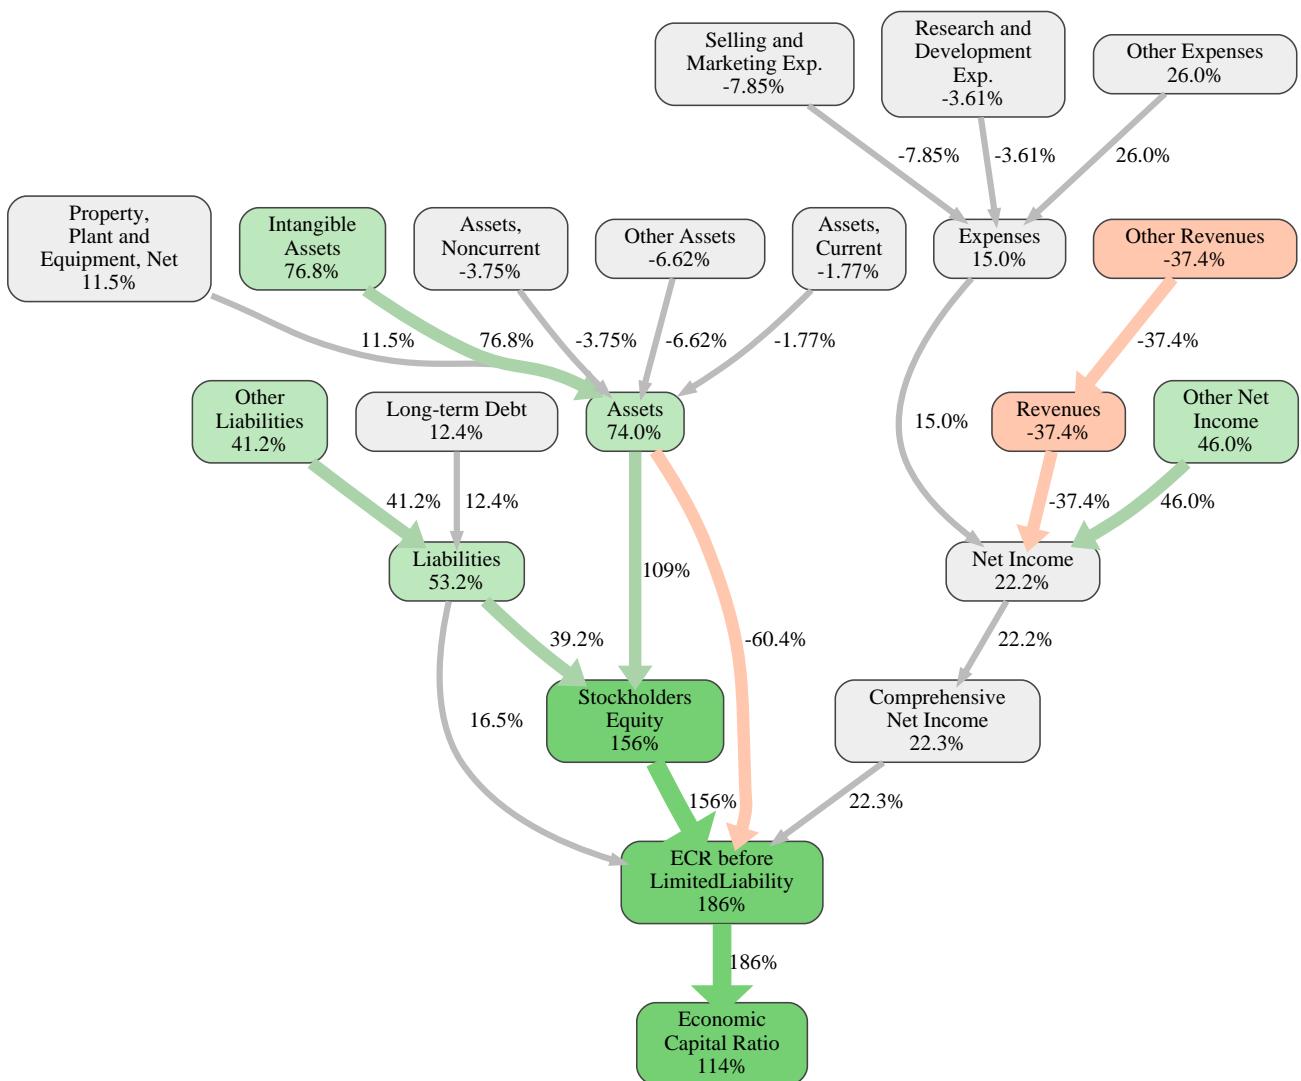 Selling and
Marketing Exp.
-7.85%
Research and
Development
Exp.
-3.61%
Other Expenses
26.0%
-7.85%
-3.61%
26.0%
Property,
Plant and
Equipment, Net
11.5%
Intangible
Assets
76.8%
Assets,
Noncurrent
-3.75%
Other Assets
-6.62%
Assets,
Current
-1.77%
Expenses
15.0%
Other Revenues
-37.4%
11.5%
76.8%
-3.75%
-6.62%
-1.77%
-37.4%
Other
Liabilities
41.2%
Long-term Debt
12.4%
Assets
74.0%
15.0%
Revenues
-37.4%
Other Net
Income
46.0%
41.2%
12.4%
-37.4%
46.0%
Liabilities
53.2%
109%
Net Income
22.2%
39.2%
-60.4%
22.2%
16.5%
Stockholders
Equity
156%
Comprehensive
Net Income
22.3%
156%
22.3%
ECR before
LimitedLiability
186%
186%
Economic
Capital Ratio
114%